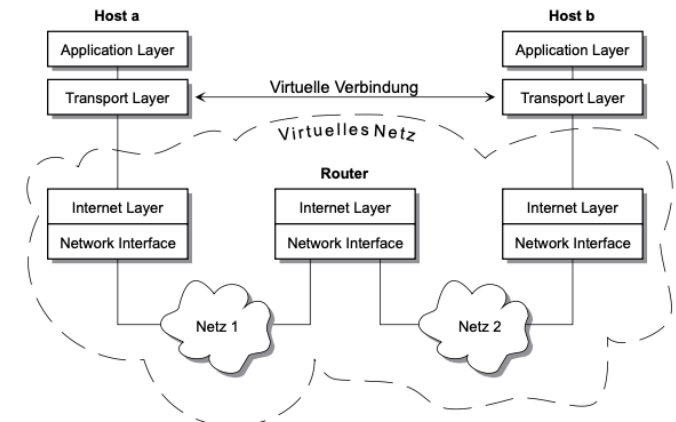 Host a
Host b
Application Layer
Application Layer
Transport Layer
Virtuelle Verbindung
Transport Layer
Virtuelles Netz
Router
Internet Layer
Internet Layer
Internet Layer
Network Interface
Network Interface
Network Interface
Netz 1
Netz 2